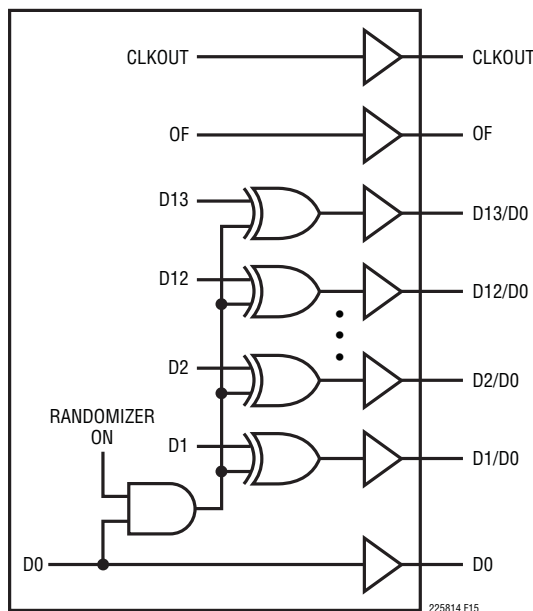 CLKOUT CLKOUT
OF OF
D13 D13/D0
D12 D12/D0
D2 D2/D0
RANDOMIZER
ON
D1 D1/D0
D0 D0
225814 F15